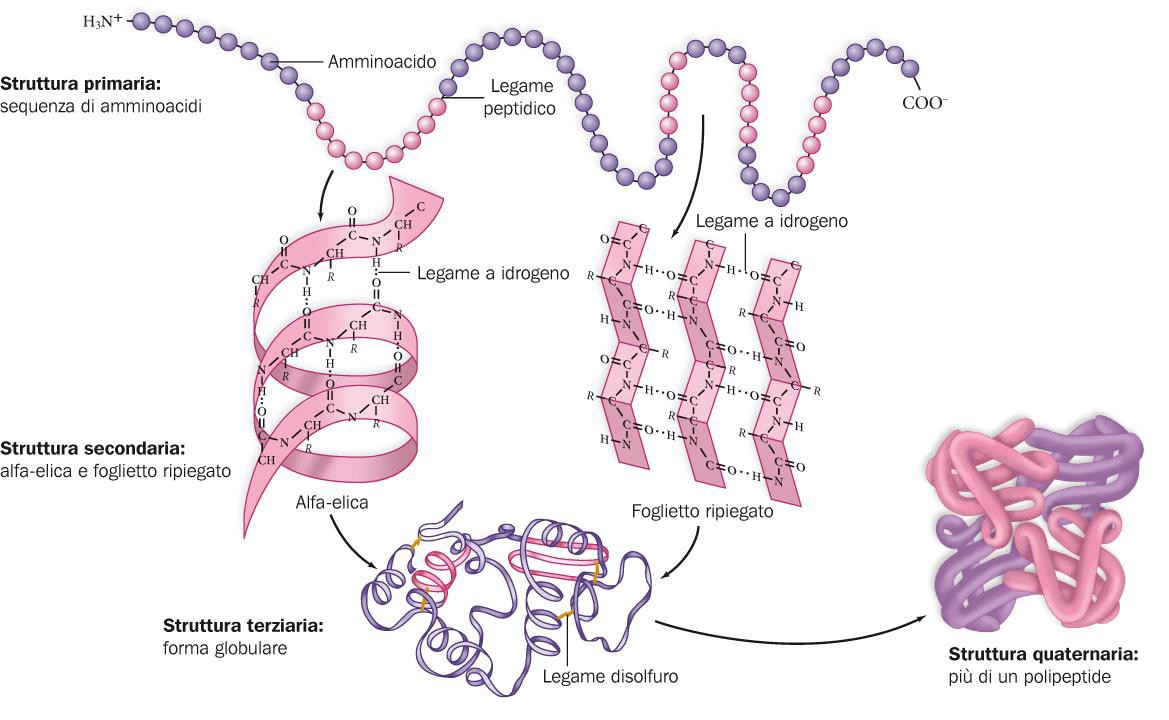 H₃N⁺
Amminoacido
Struttura primaria:
sequenza di amminoacidi
Legame
peptidico
COO⁻
Legame a idrogeno
Legame a idrogeno
Struttura secondaria:
alfa-elica e foglietto ripiegato
Alfa-elica
Foglietto ripiegato
Struttura terziaria:
forma globulare
Legame disolfuro
Struttura quaternaria:
più di un polipeptide